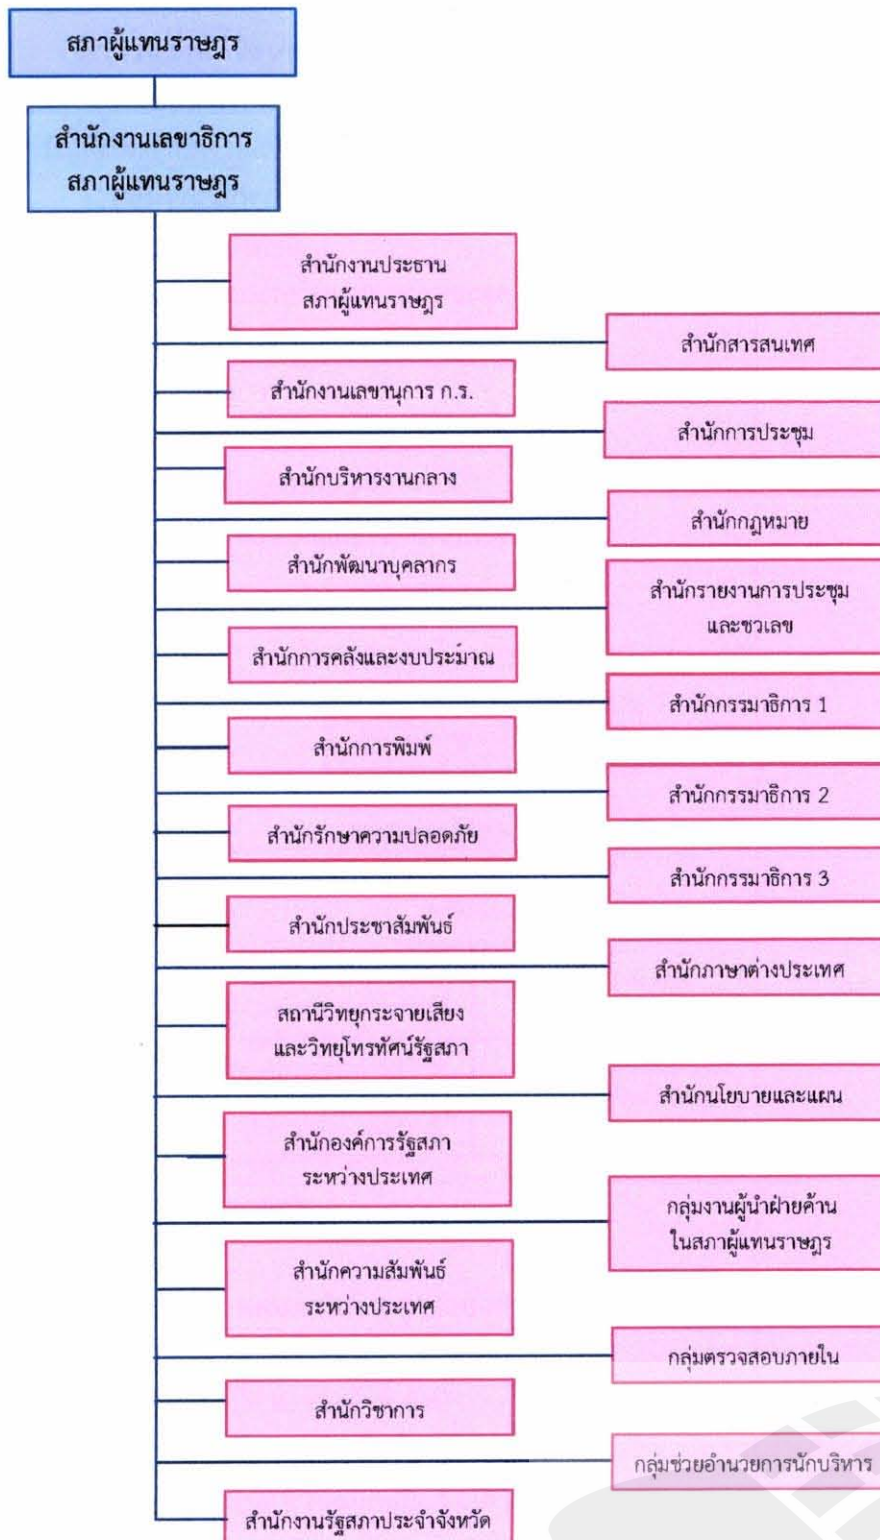 สภาผู้แทนราษฎร
สำนักงานเลขาธิการ
สภาผู้แทนราษฎร
สำนักงานประธาน
สภาผู้แทนราษฎร
สำนักสารสนเทศ
สำนักงานเลขานุการ ก.ร.
สำนักการประชุม
สำนักบริหารงานกลาง
สำนักกฎหมาย
สำนักพัฒนาบุคลากร
สำนักรายงานการประชุม
และชวเลข
สำนักการคลังและงบประมาณ
สำนักกรรมาธิการ 1
สำนักการพิมพ์
สำนักกรรมาธิการ 2
สำนักรักษาความปลอดภัย
สำนักกรรมาธิการ 3
สำนักประชาสัมพันธ์
สำนักภาษาต่างประเทศ
สถานีวิทยุกระจายเสียง
และวิทยุโทรทัศน์รัฐสภา
สำนักนโยบายและแผน
สำนักองค์การรัฐสภา
ระหว่างประเทศ
กลุ่มงานผู้นำฝ่ายค้าน
ในสภาผู้แทนราษฎร
สำนักความสัมพันธ์
ระหว่างประเทศ
กลุ่มตรวจสอบภายใน
สำนักวิชาการ
กลุ่มช่วยอำนวยการนักบริหาร
สำนักงานรัฐสภาประจำจังหวัด